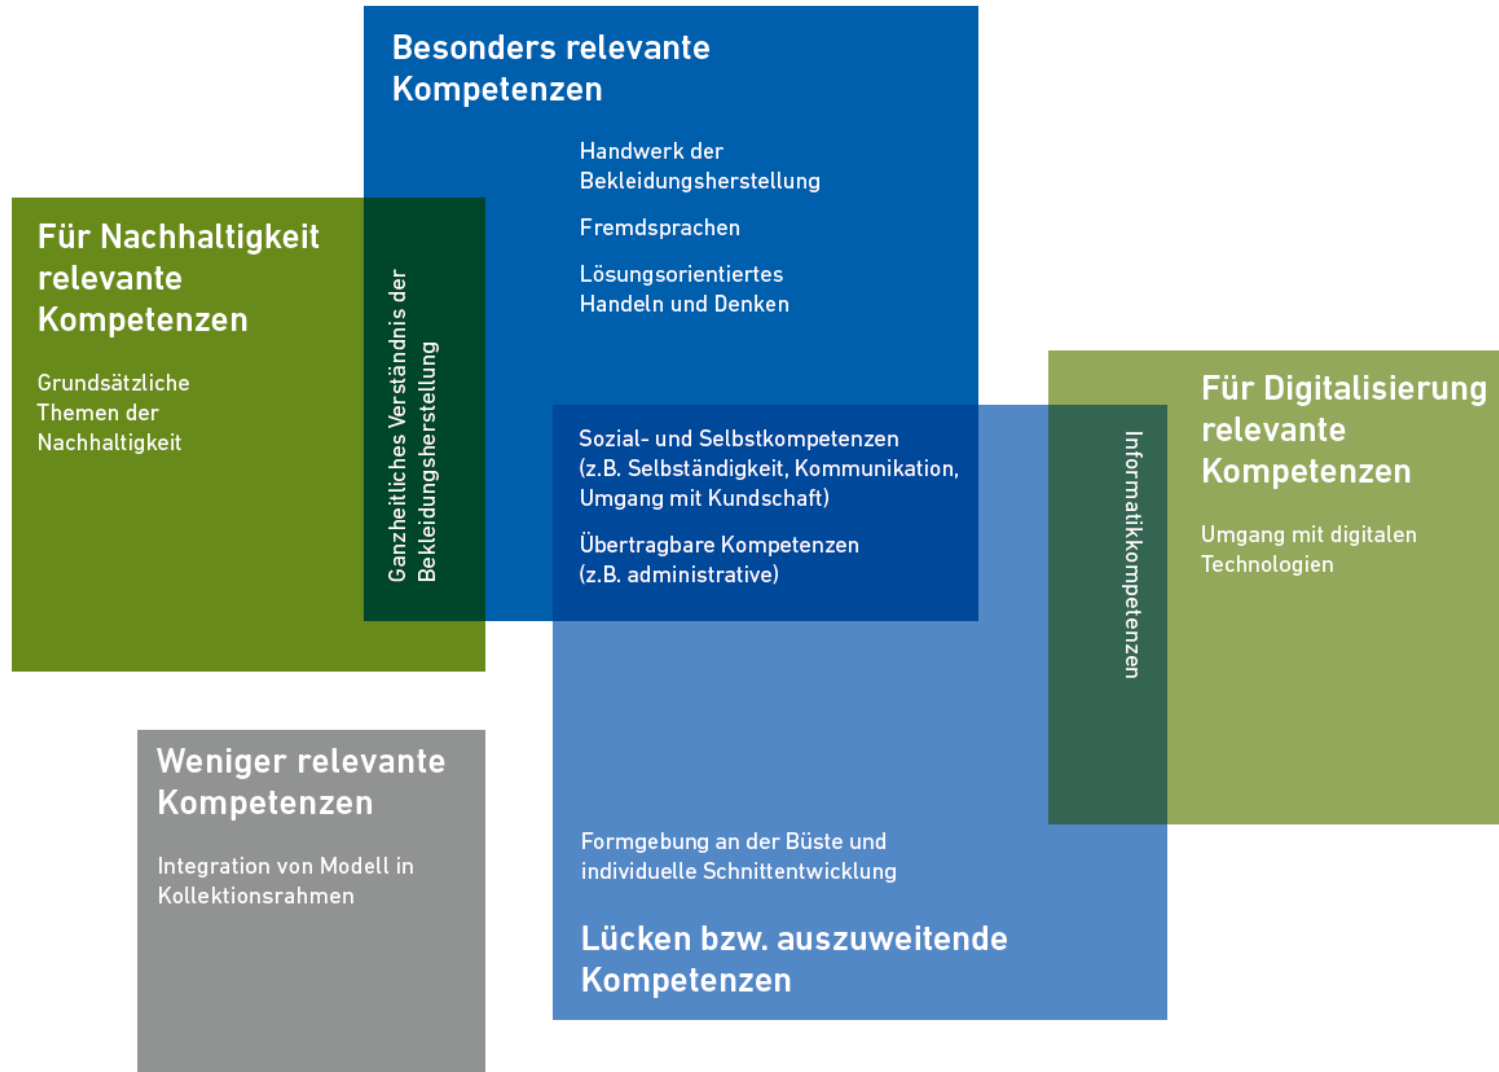 Besonders relevante
Kompetenzen
Handwerk der
Bekleidungsherstellung
Fremdsprachen
Lösungsorientiertes
Handeln und Denken
Für Nachhaltigkeit
relevante
Kompetenzen
Grundsätzliche
Themen der
Nachhaltigkeit
Ganzheitliches Verständnis der
Bekleidungsherstellung
Sozial- und Selbstkompetenzen
(z.B. Selbständigkeit, Kommunikation,
Umgang mit Kundschaft)
Übertragbare Kompetenzen
(z.B. administrative)
Informatikkompetenzen
Für Digitalisierung
relevante
Kompetenzen
Umgang mit digitalen
Technologien
Weniger relevante
Kompetenzen
Integration von Modell in
Kollektionsrahmen
Formgebung an der Büste und
individuelle Schnittentwicklung
Lücken bzw. auszuweitende
Kompetenzen